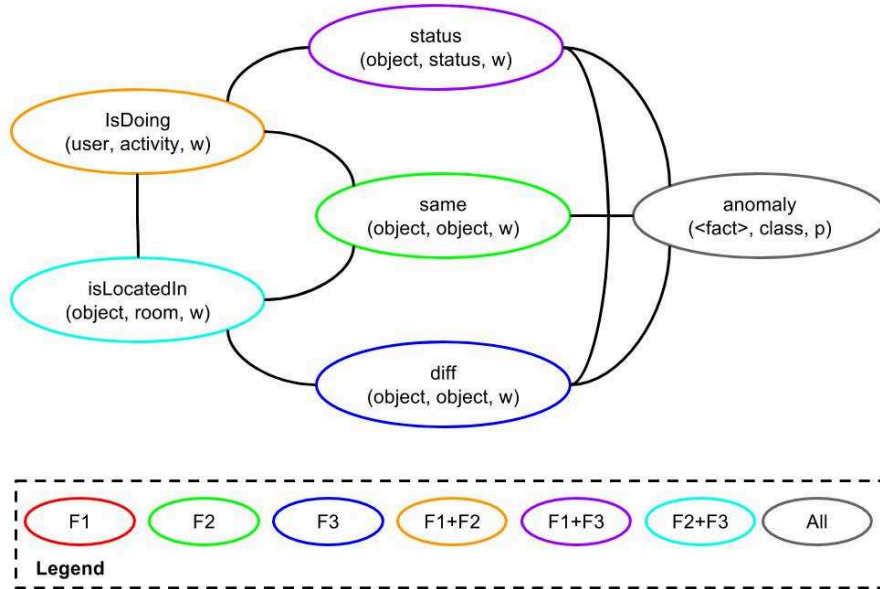 status
(object, status, w)
IsDoing
(user, activity, w)
same
(object, object, w)
anomaly
(<fact>, class, p)
isLocatedIn
(object, room, w)
diff
(object, object, w)
F1
F2
F3
F1+F2
F1+F3
F2+F3
All
Legend